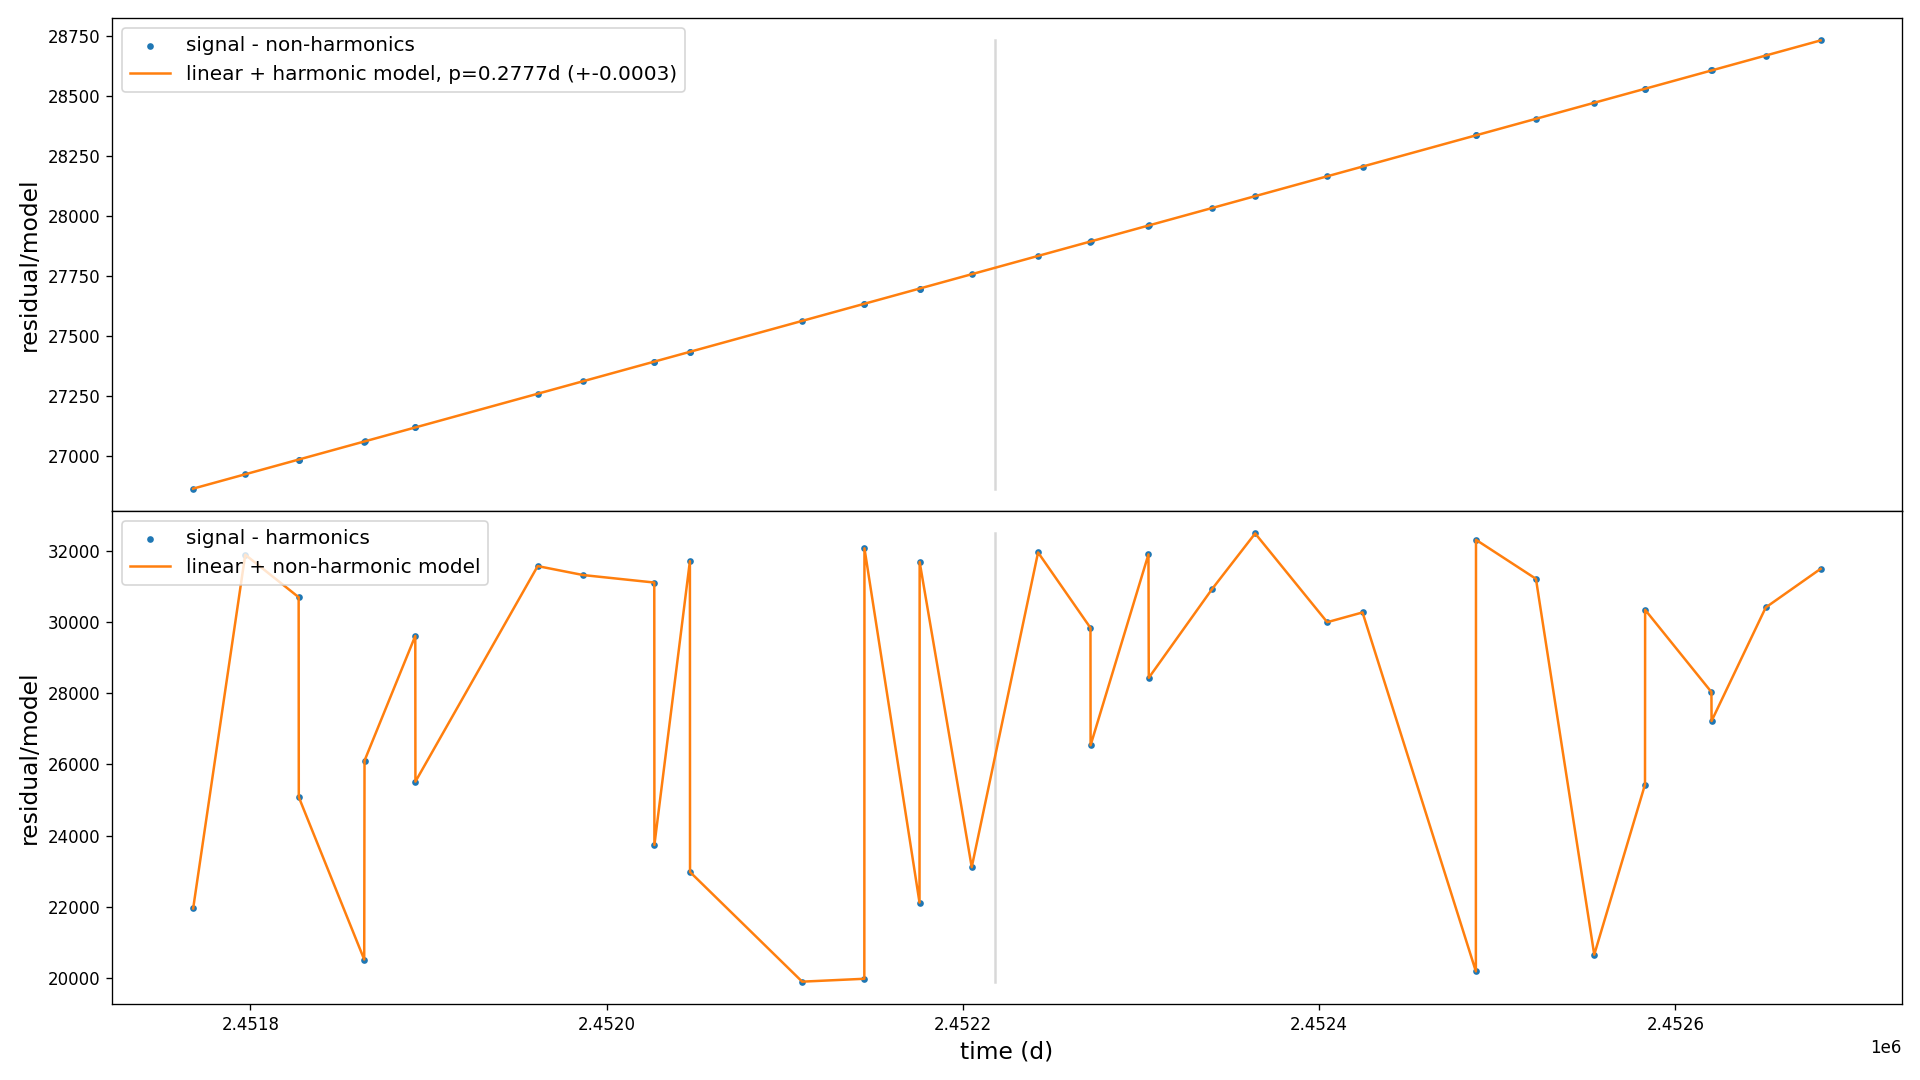 28750
28500
28250
28000
27750
27500
27250
27000
residual/model
signal - non-harmonics
linear + harmonic model, p=0.2777d (+-0.0003)
32000
30000
28000
26000
24000
22000
20000
residual/model
signal - harmonics
linear + non-harmonic model
2.4518 2.4520 2.4522 2.4524 2.4526
time (d)
1e6